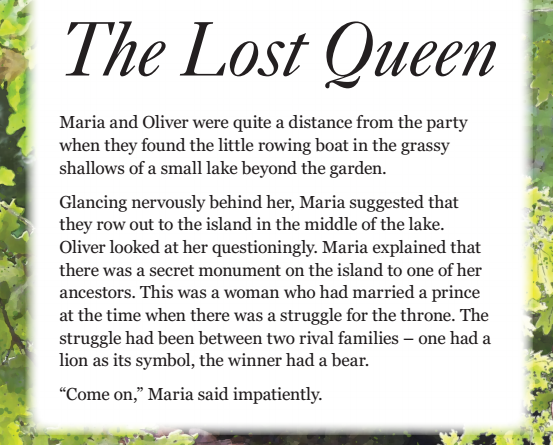 The Lost Queen
Maria and Oliver were quite a distance from the party
when they found the little rowing boat in the grassy
shallows of a small lake beyond the garden.
Glancing nervously behind her, Maria suggested that
they row out to the island in the middle of the lake.
Oliver looked at her questioningly. Maria explained that
there was a secret monument on the island to one of her
ancestors. This was a woman who had married a prince
at the time when there was a struggle for the throne. The
struggle had been between two rival families – one had a
lion as its symbol, the winner had a bear.
“Come on,” Maria said impatiently.